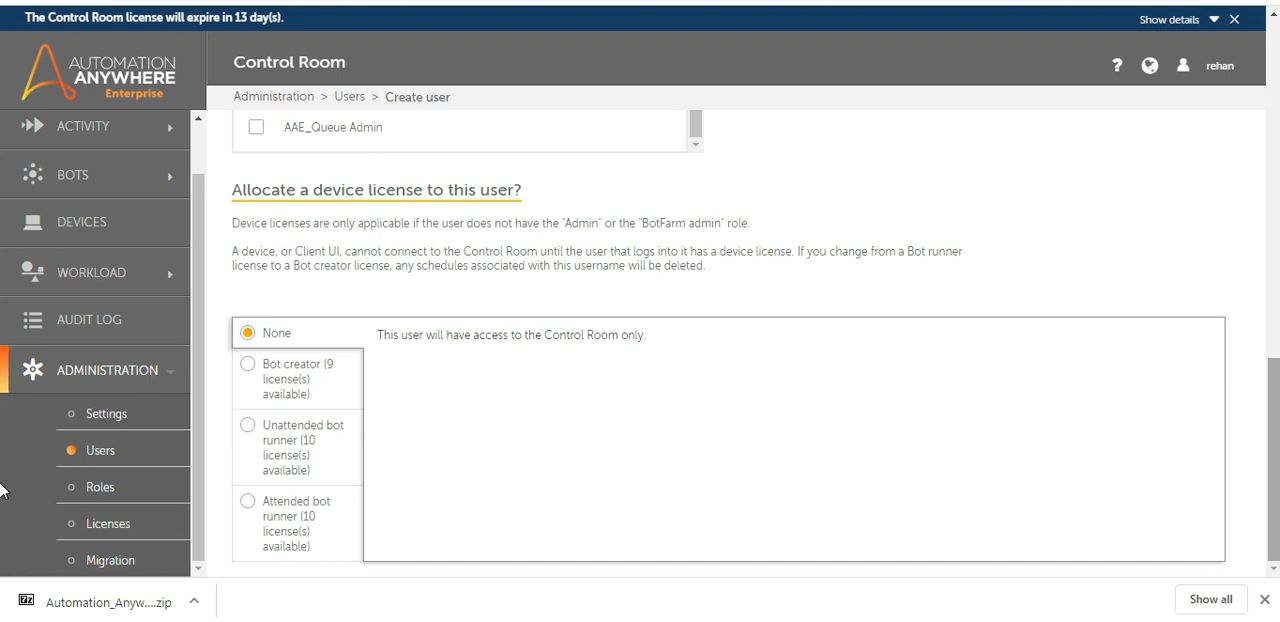 The Control Room license will expire in 13 day(s).
Show details
AUTOMATION
ANYWHERE
Enterprise
Control Room
?
rehan
Administration > Users > Create user
ACTIVITY
BOTS
DEVICES
WORKLOAD
AUDIT LOG
ADMINISTRATION
Settings
Users
Roles
Licenses
Migration
AAE_Queue Admin
Allocate a device license to this user?
Device licenses are only applicable if the user does not have the "Admin" or the "BotFarm admin" role.
A device, or Client UI, cannot connect to the Control Room until the user that logs into it has a device license. If you change from a Bot runner
license to a Bot creator license, any schedules associated with this username will be deleted.
None
This user will have access to the Control Room only.
Bot creator (9
license(s)
available)
Unattended bot
runner (10
license(s)
available)
Attended bot
runner (10
license(s)
available)
Automation_Anyw....zip
Show all